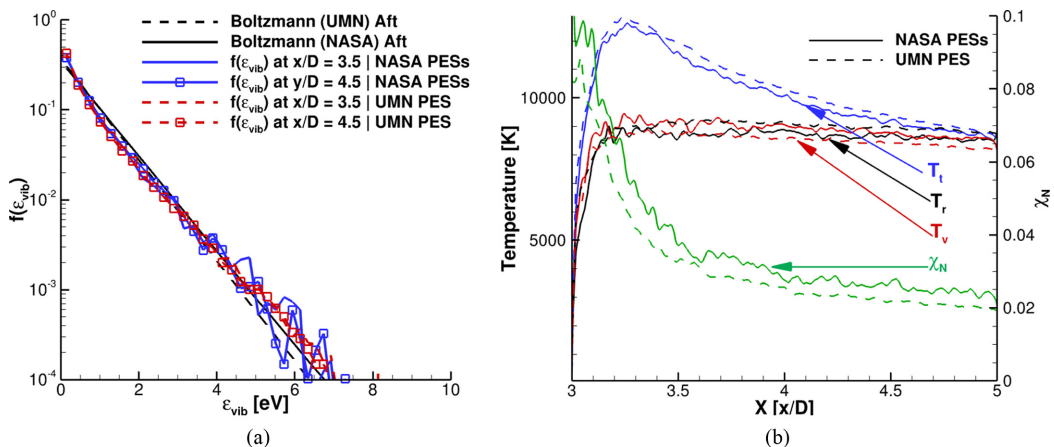 10⁰
10⁻¹
10⁻²
10⁻³
10⁻⁴
f(ε_vib)
0 2 4 6 8 10
ε_vib [eV]
Boltzmann (UMN) Aft
Boltzmann (NASA) Aft
f(ε_vib) at x/D = 3.5 | NASA PESs
f(ε_vib) at y/D = 4.5 | NASA PESs
f(ε_vib) at x/D = 3.5 | UMN PES
f(ε_vib) at x/D = 4.5 | UMN PES
(a)
10000
5000
Temperature [K]
NASA PESs
UMN PES
T_t
T_r
T_v
χ_N
0.1
0.08
0.06
0.04
0.02
0
χ_N
3 3.5 4 4.5 5
X [x/D]
(b)